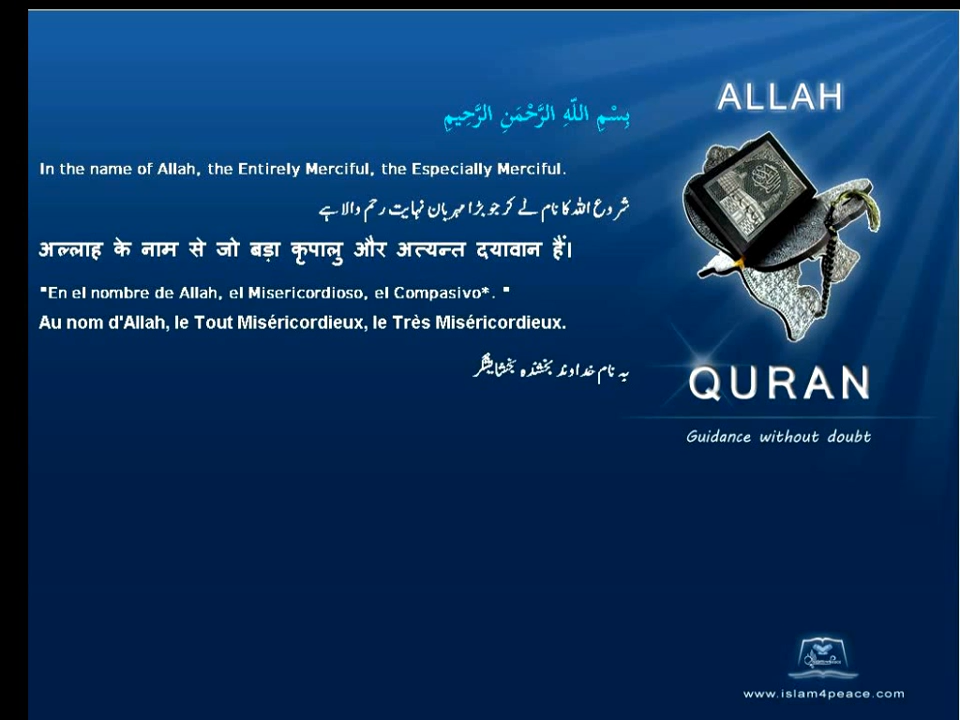 بِسْمِ اللّهِ الرَّحْمَنِ الرَّحِيمِ
In the name of Allah, the Entirely Merciful, the Especially Merciful.
شروع الله کا نام لے کر جو بڑا مہربان نہایت رحم والا ہے
अल्लाह के नाम से जो बड़ा कृपालु और अत्यन्त दयावान हैं।
"En el nombre de Allah, el Misericordioso, el Compasivo*. "
Au nom d'Allah, le Tout Miséricordieux, le Très Miséricordieux.
به نام خداوند بخشنده بخشایشگر
ALLAH
QURAN
Guidance without doubt
www.islam4peace.com